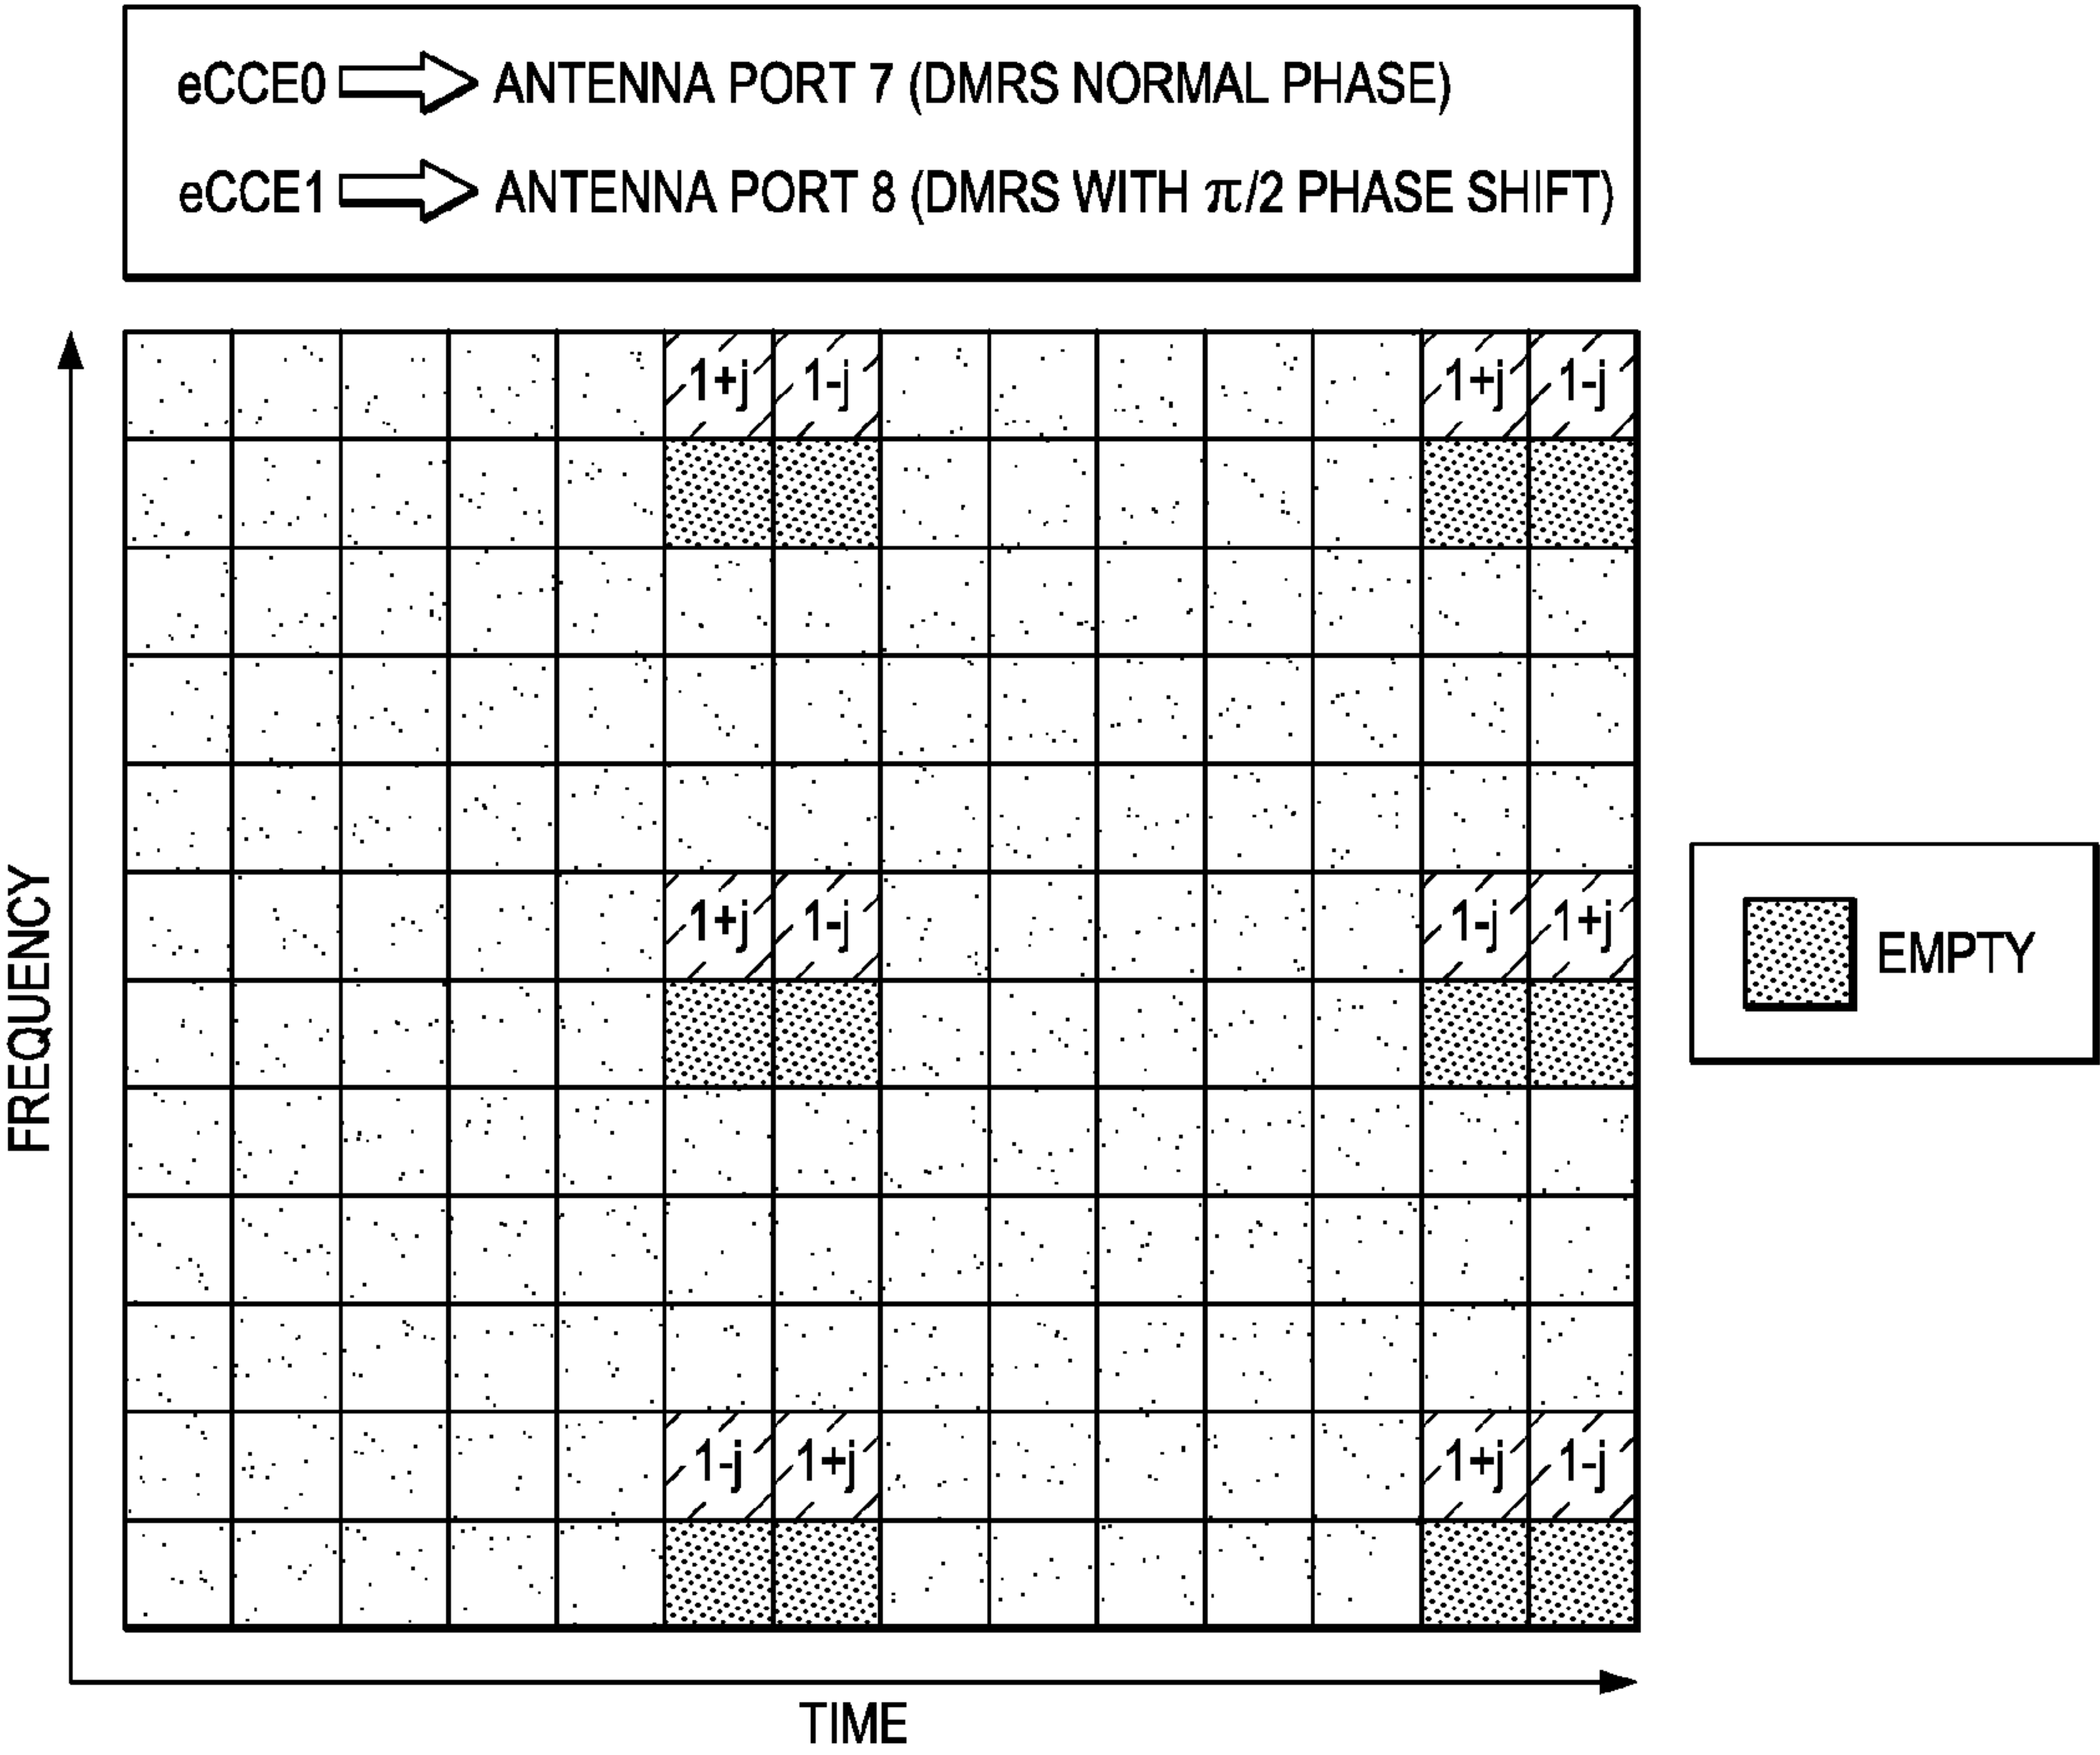 eCCE0 ANTENNA PORT 7 (DMRS NORMAL PHASE)
eCCE1 ANTENNA PORT 8 (DMRS WITH π/2 PHASE SHIFT)
1+j 1-j 1+j 1-j
1+j 1-j 1-j 1+j
EMPTY
FREQUENCY
1-j 1+j 1+j 1-j
TIME